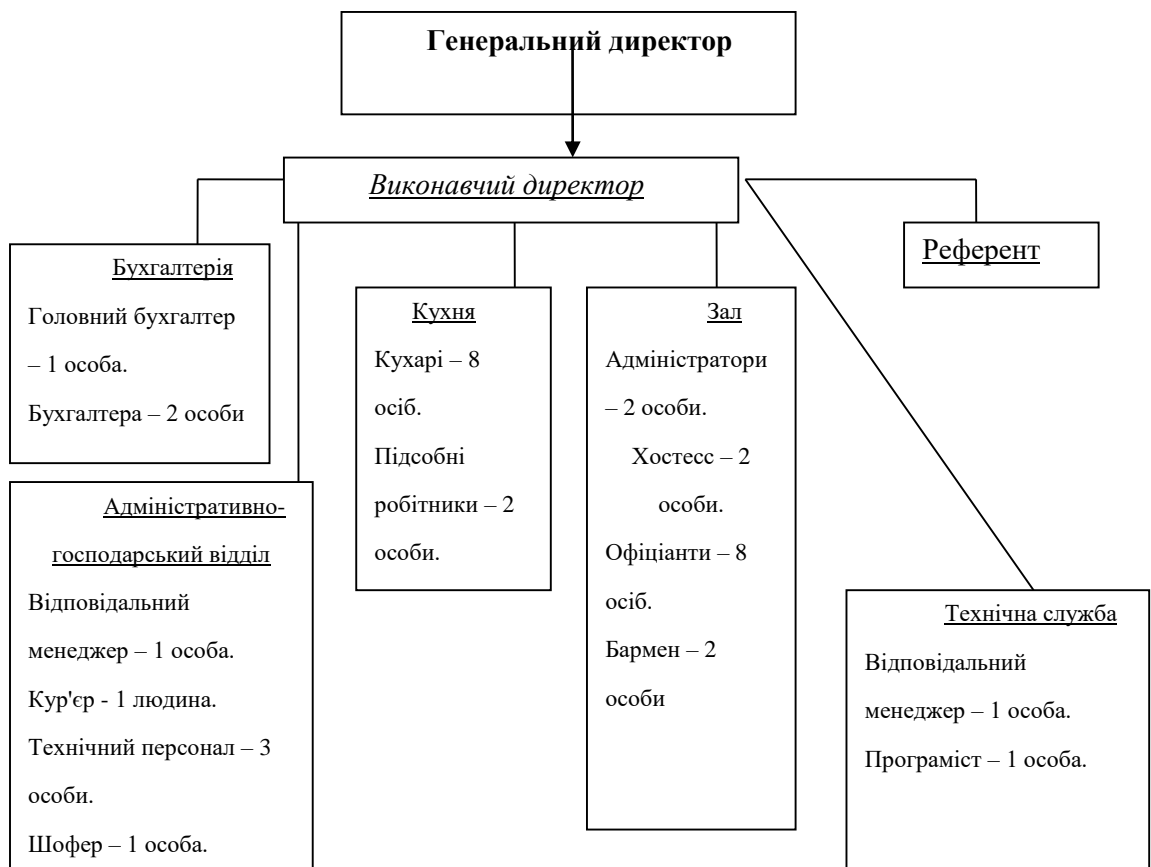 Генеральний директор
Виконавчий директор
Бухгалтерія
Головний бухгалтер
– 1 особа.
Бухгалтера – 2 особи
Адміністративно-
господарський відділ
Відповідальний
менеджер – 1 особа.
Кур'єр - 1 людина.
Технічний персонал – 3
особи.
Шофер – 1 особа.
Кухня
Кухарі – 8
осіб.
Підсобні
робітники – 2
особи.
Зал
Адміністратори
– 2 особи.
Хостесс – 2
особи.
Офіціанти – 8
осіб.
Бармен – 2
особи
Референт
Технічна служба
Відповідальний
менеджер – 1 особа.
Програміст – 1 особа.